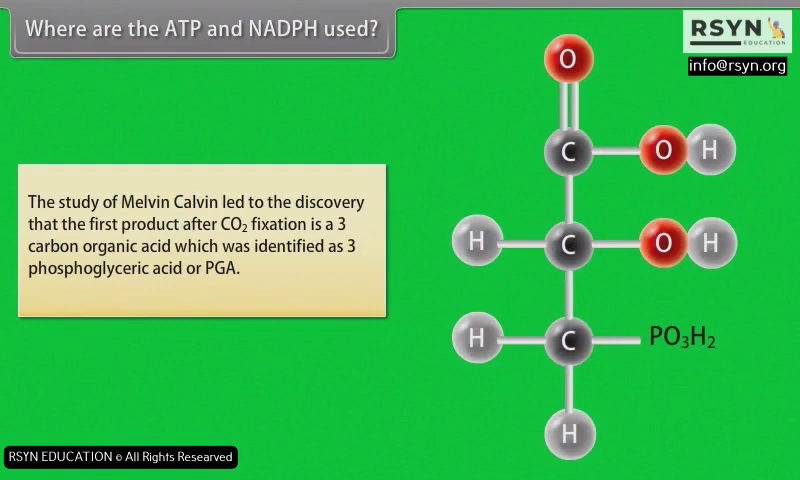 Where are the ATP and NADPH used?
RSYN
EDUCATION
info@rsyn.org
The study of Melvin Calvin led to the discovery
that the first product after CO₂ fixation is a 3
carbon organic acid which was identified as 3
phosphoglyceric acid or PGA.
O
C O H
H C O H
H C PO₃H₂
H
RSYN EDUCATION © All Rights Researved